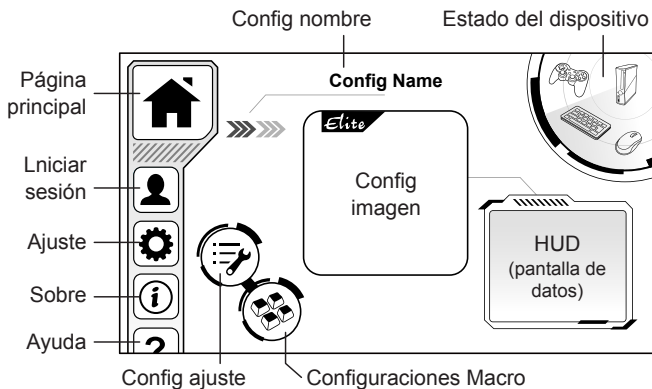 Config nombre
Estado del dispositivo
Página
principal
Config Name
Elite
Lniciar
sesión
Config
imagen
Ajuste
HUD
(pantalla de
datos)
Sobre
i
Ayuda
?
Config ajuste
Configuraciones Macro